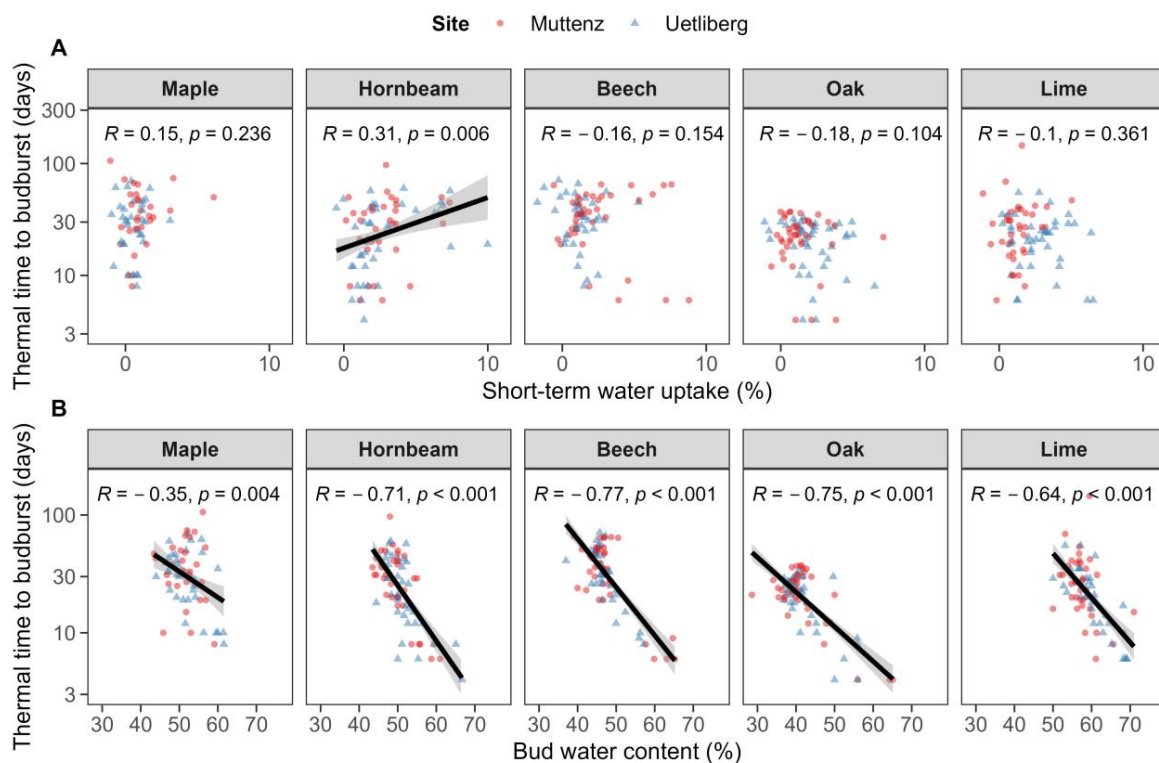 Site Muttenz Uetliberg
A
Maple Hornbeam Beech Oak Lime
Thermal time to budburst (days)
300
100
30
10
3
R = 0.15, p = 0.236
R = 0.31, p = 0.006
R = − 0.16, p = 0.154
R = − 0.18, p = 0.104
R = − 0.1, p = 0.361
0 10 0 10 0 10 0 10 0 10
Short-term water uptake (%)
B
Maple Hornbeam Beech Oak Lime
Thermal time to budburst (days)
100
30
10
3
R = − 0.35, p = 0.004
R = − 0.71, p < 0.001
R = − 0.77, p < 0.001
R = − 0.75, p < 0.001
R = − 0.64, p < 0.001
30 40 50 60 70 30 40 50 60 70 30 40 50 60 70 30 40 50 60 70 30 40 50 60 70
Bud water content (%)